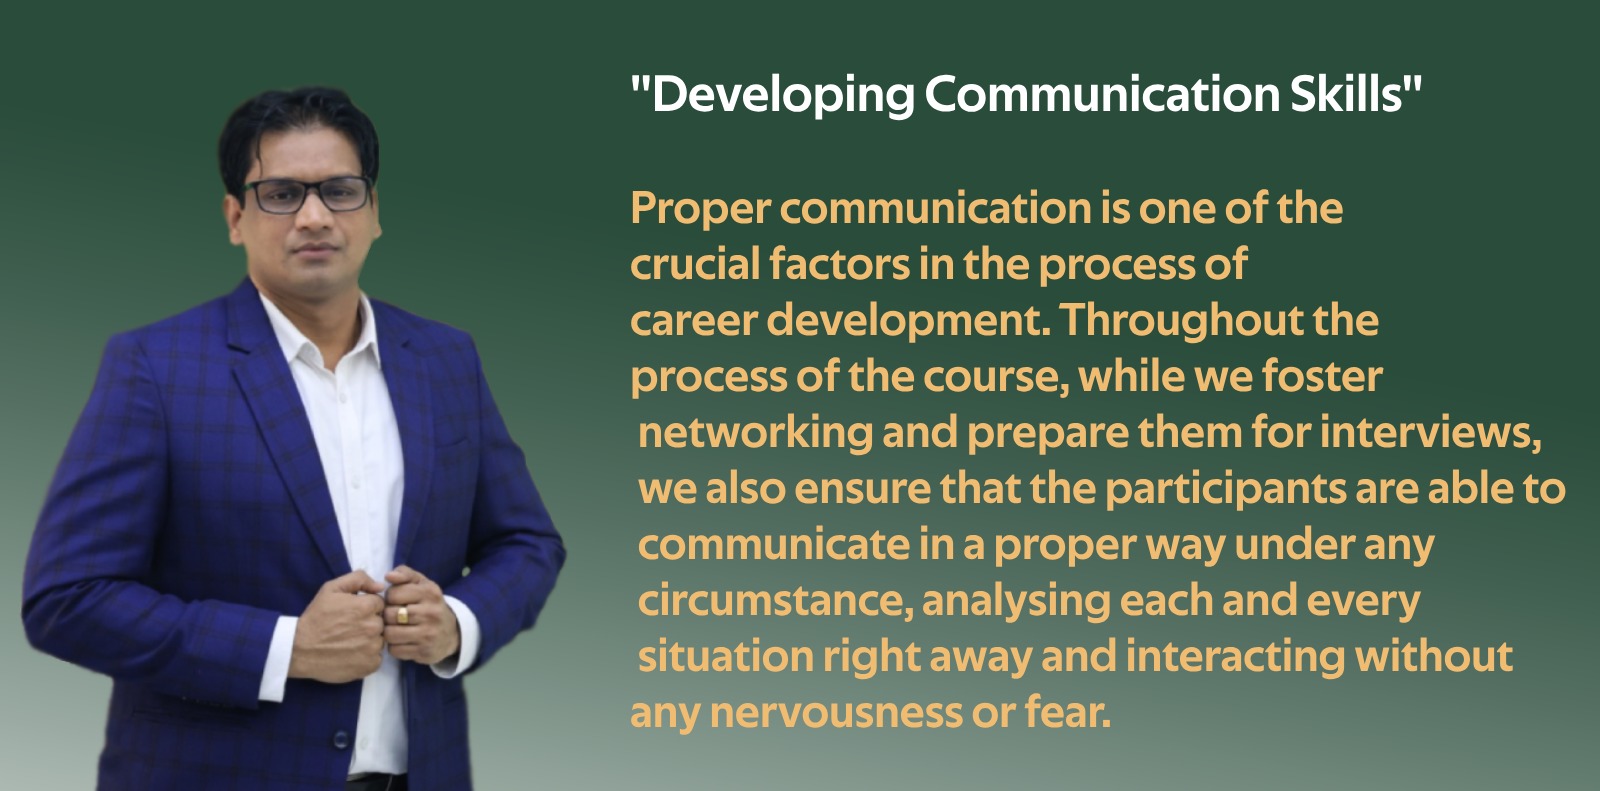 "Developing Communication Skills"
Proper communication is one of the
crucial factors in the process of
career development. Throughout the
process of the course, while we foster
networking and prepare them for interviews,
we also ensure that the participants are able to
communicate in a proper way under any
circumstance, analysing each and every
situation right away and interacting without
any nervousness or fear.